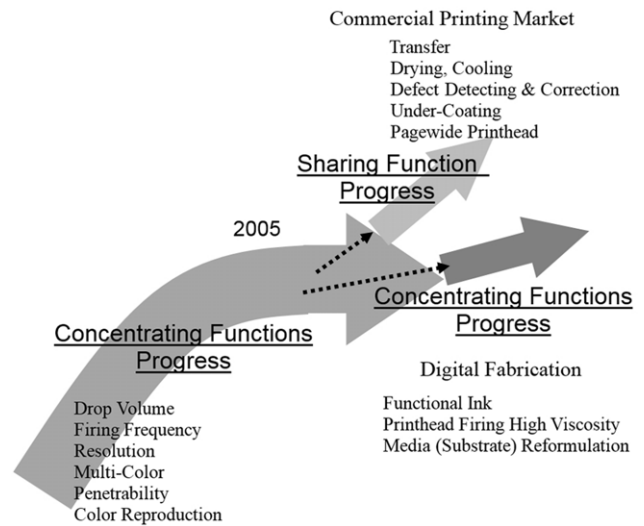 Commercial Printing Market
Transfer
Drying, Cooling
Defect Detecting & Correction
Under-Coating
Pagewide Printhead
Sharing Function
Progress
2005
Concentrating Functions
Progress
Concentrating Functions
Progress
Drop Volume
Firing Frequency
Resolution
Multi-Color
Penetrability
Color Reproduction
Digital Fabrication
Functional Ink
Printhead Firing High Viscosity
Media (Substrate) Reformulation